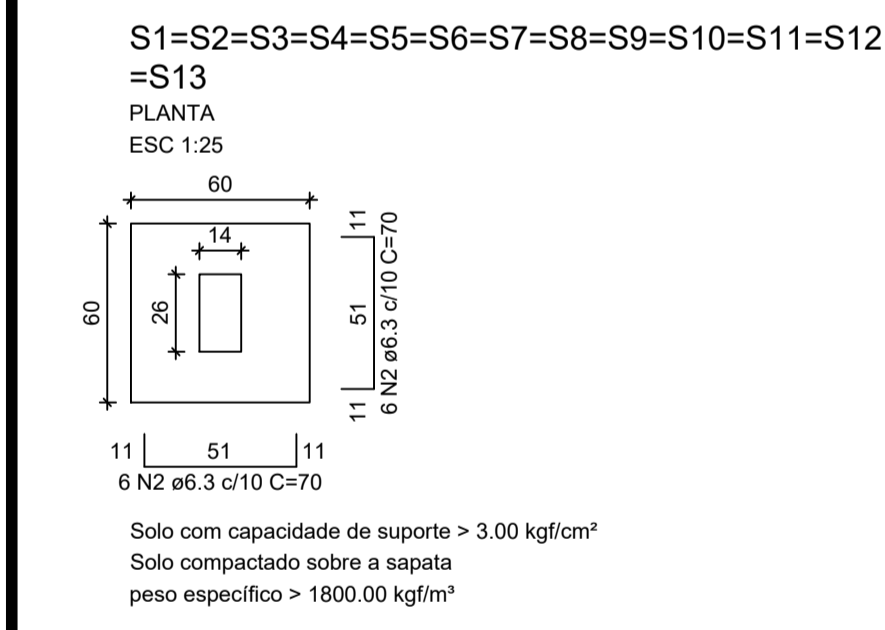 S1=S2=S3=S4=S5=S6=S7=S8=S9=S10=S11=S12
=S13
PLANTA
ESC 1:25
60
14
26
60
11
51
11
6 N2 ø6.3 c/10 C=70
11
51
11
6 N2 ø6.3 c/10 C=70
Solo com capacidade de suporte > 3.00 kgf/cm²
Solo compactado sobre a sapata
peso específico > 1800.00 kgf/m³